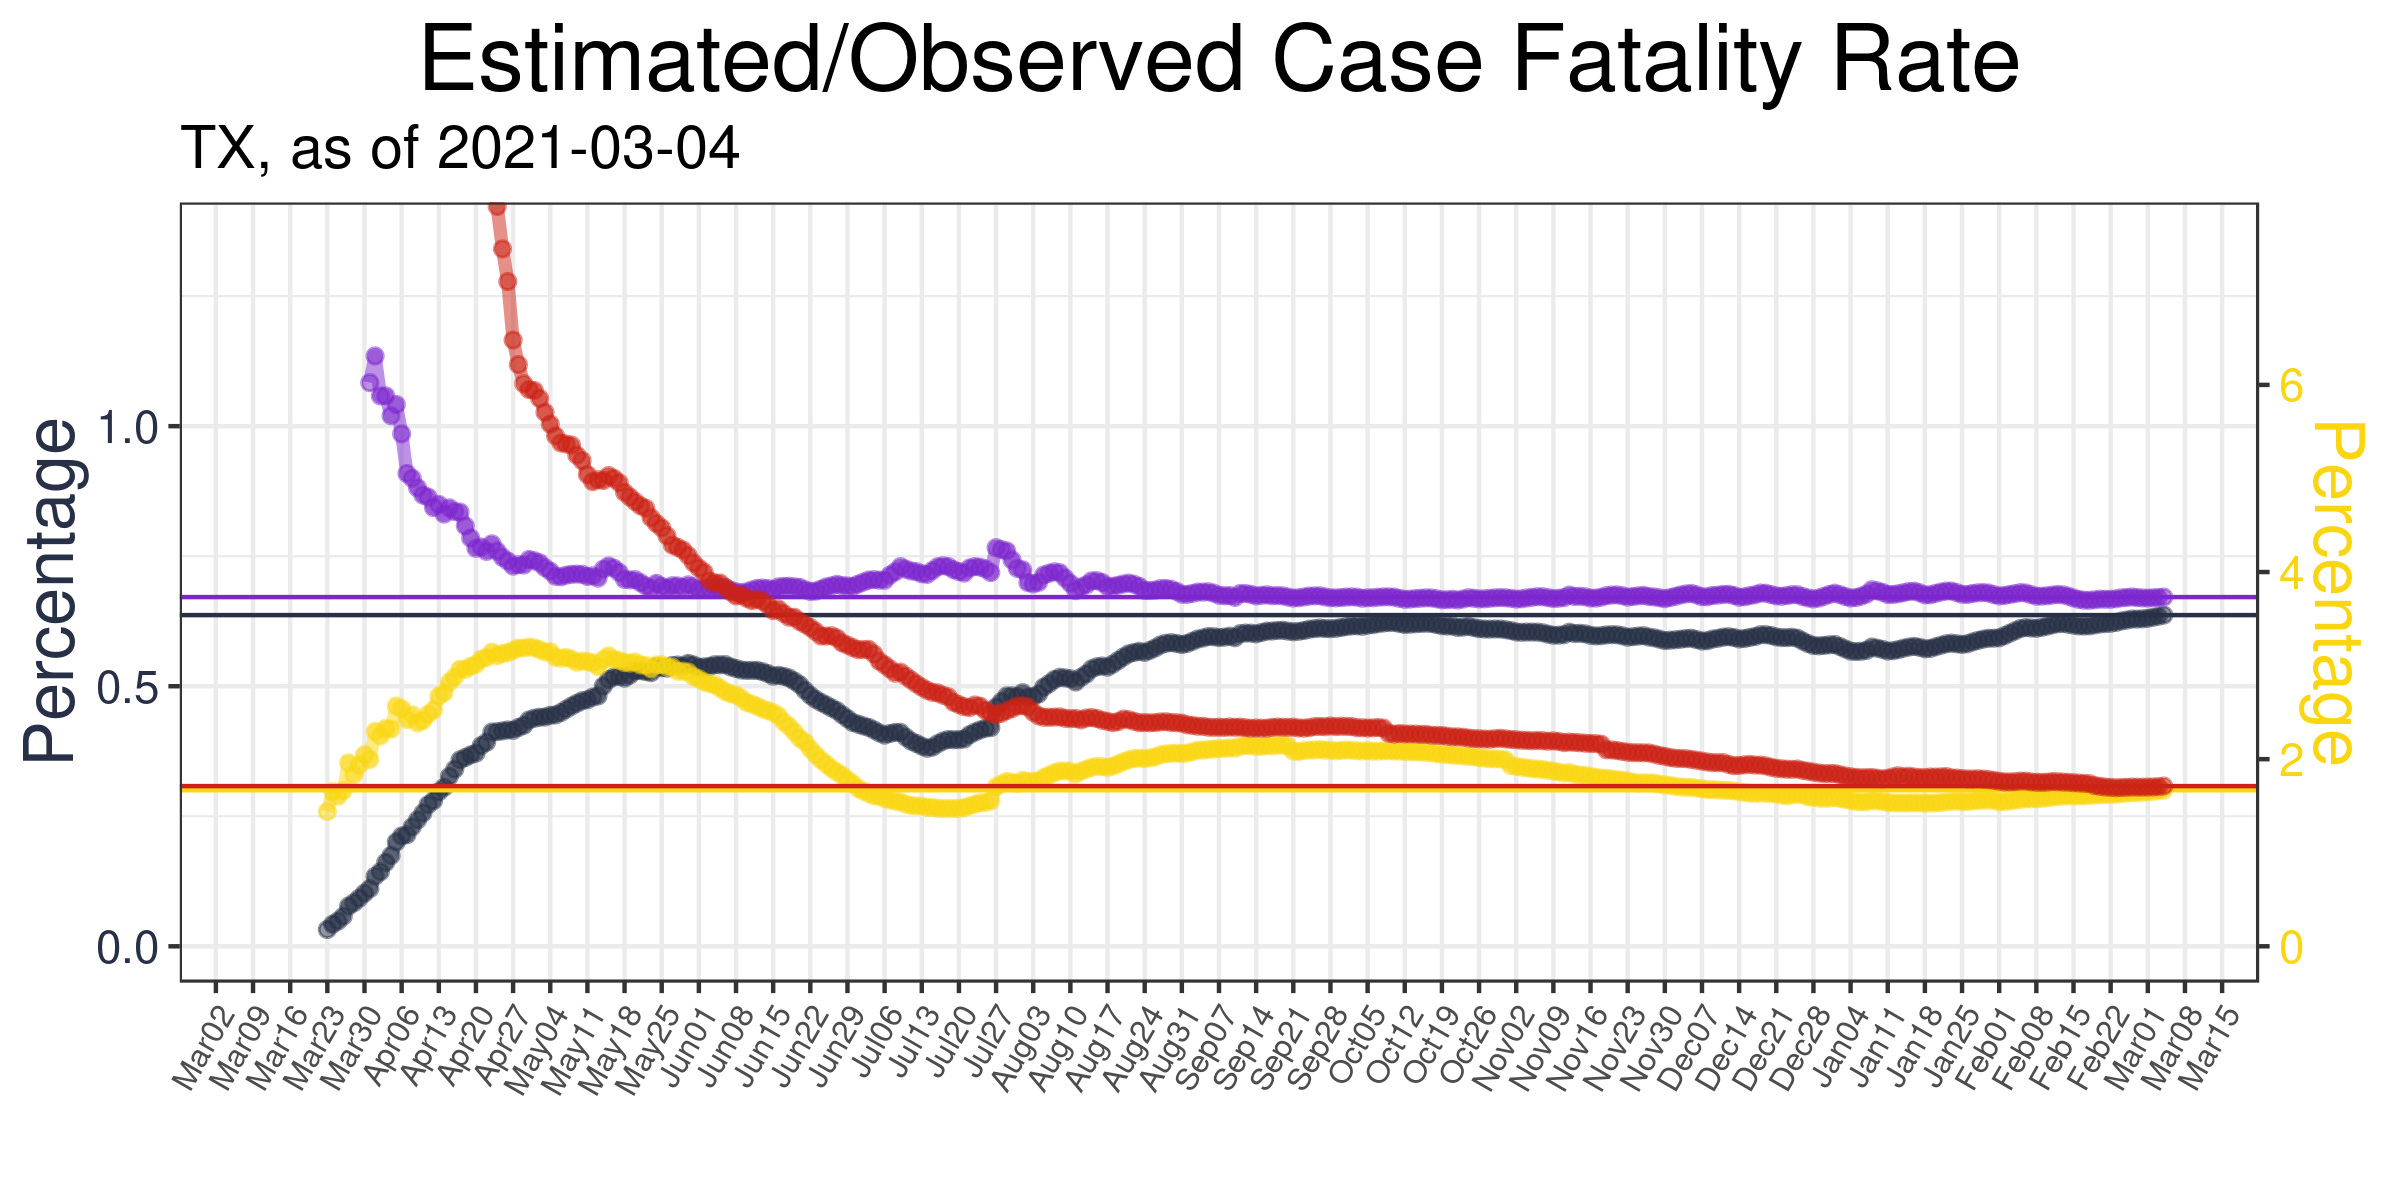 Estimated/Observed Case Fatality Rate
TX, as of 2021-03-04
Percentage
1.0
0.5
0.0
6
4
2
0
Percentage
Mar02
Mar09
Mar16
Mar23
Mar30
Apr06
Apr13
Apr20
Apr27
May04
May11
May18
May25
Jun01
Jun08
Jun15
Jun22
Jun29
Jul06
Jul13
Jul20
Jul27
Aug03
Aug10
Aug17
Aug24
Aug31
Sep07
Sep14
Sep21
Sep28
Oct05
Oct12
Oct19
Oct26
Nov02
Nov09
Nov16
Nov23
Nov30
Dec07
Dec14
Dec21
Dec28
Jan04
Jan11
Jan18
Jan25
Feb01
Feb08
Feb15
Feb22
Mar01
Mar08
Mar15